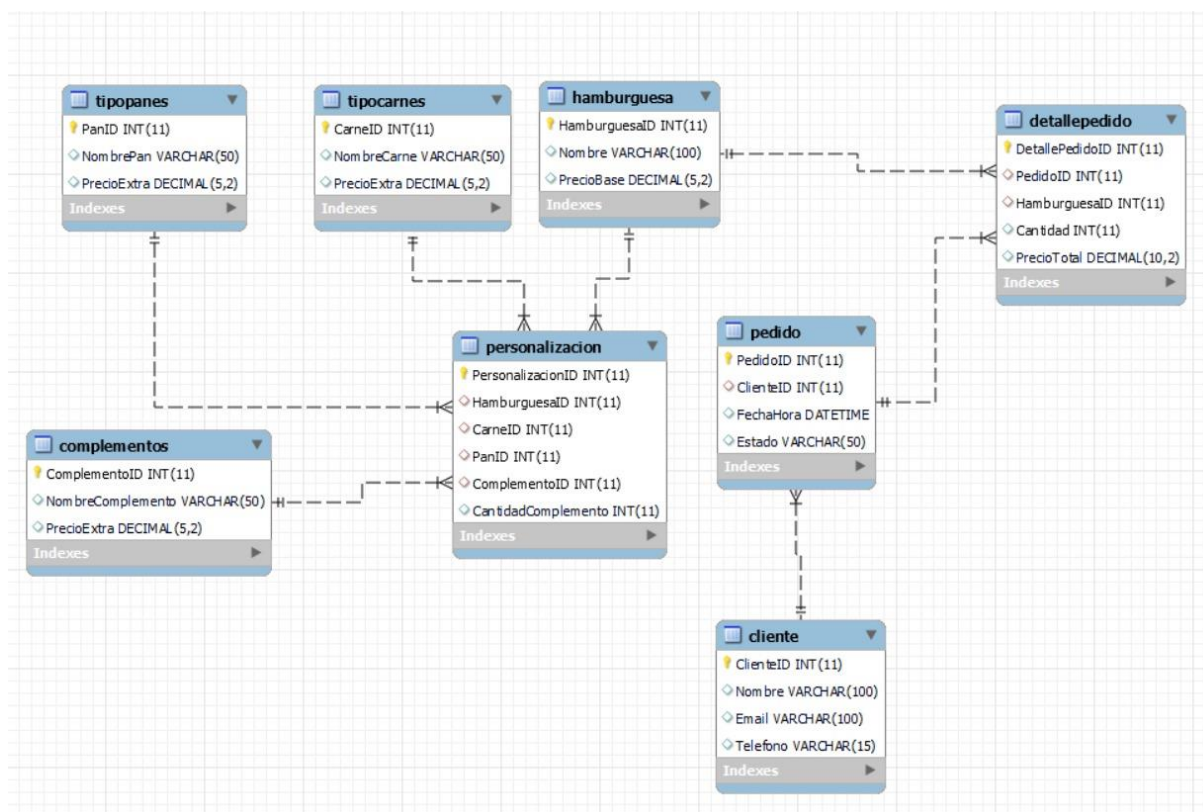 tipopanes
PanID INT(11)
NombrePan VARCHAR(50)
PrecioExtra DECIMAL(5,2)
Indexes
tipocarnes
CarneID INT(11)
NombreCarne VARCHAR(50)
PrecioExtra DECIMAL(5,2)
Indexes
hamburguesa
HamburguesaID INT(11)
Nombre VARCHAR(100)
PrecioBase DECIMAL(5,2)
Indexes
detallepedido
DetallePedidoID INT(11)
PedidoID INT(11)
HamburguesaID INT(11)
Cantidad INT(11)
PrecioTotal DECIMAL(10,2)
Indexes
personalizacion
PersonalizacionID INT(11)
HamburguesaID INT(11)
CarneID INT(11)
PanID INT(11)
ComplementoID INT(11)
CantidadComplemento INT(11)
Indexes
pedido
PedidoID INT(11)
ClienteID INT(11)
FechaHora DATETIME
Estado VARCHAR(50)
Indexes
complementos
ComplementoID INT(11)
NombreComplemento VARCHAR(50)
PrecioExtra DECIMAL(5,2)
Indexes
cliente
ClienteID INT(11)
Nombre VARCHAR(100)
Email VARCHAR(100)
Telefono VARCHAR(15)
Indexes